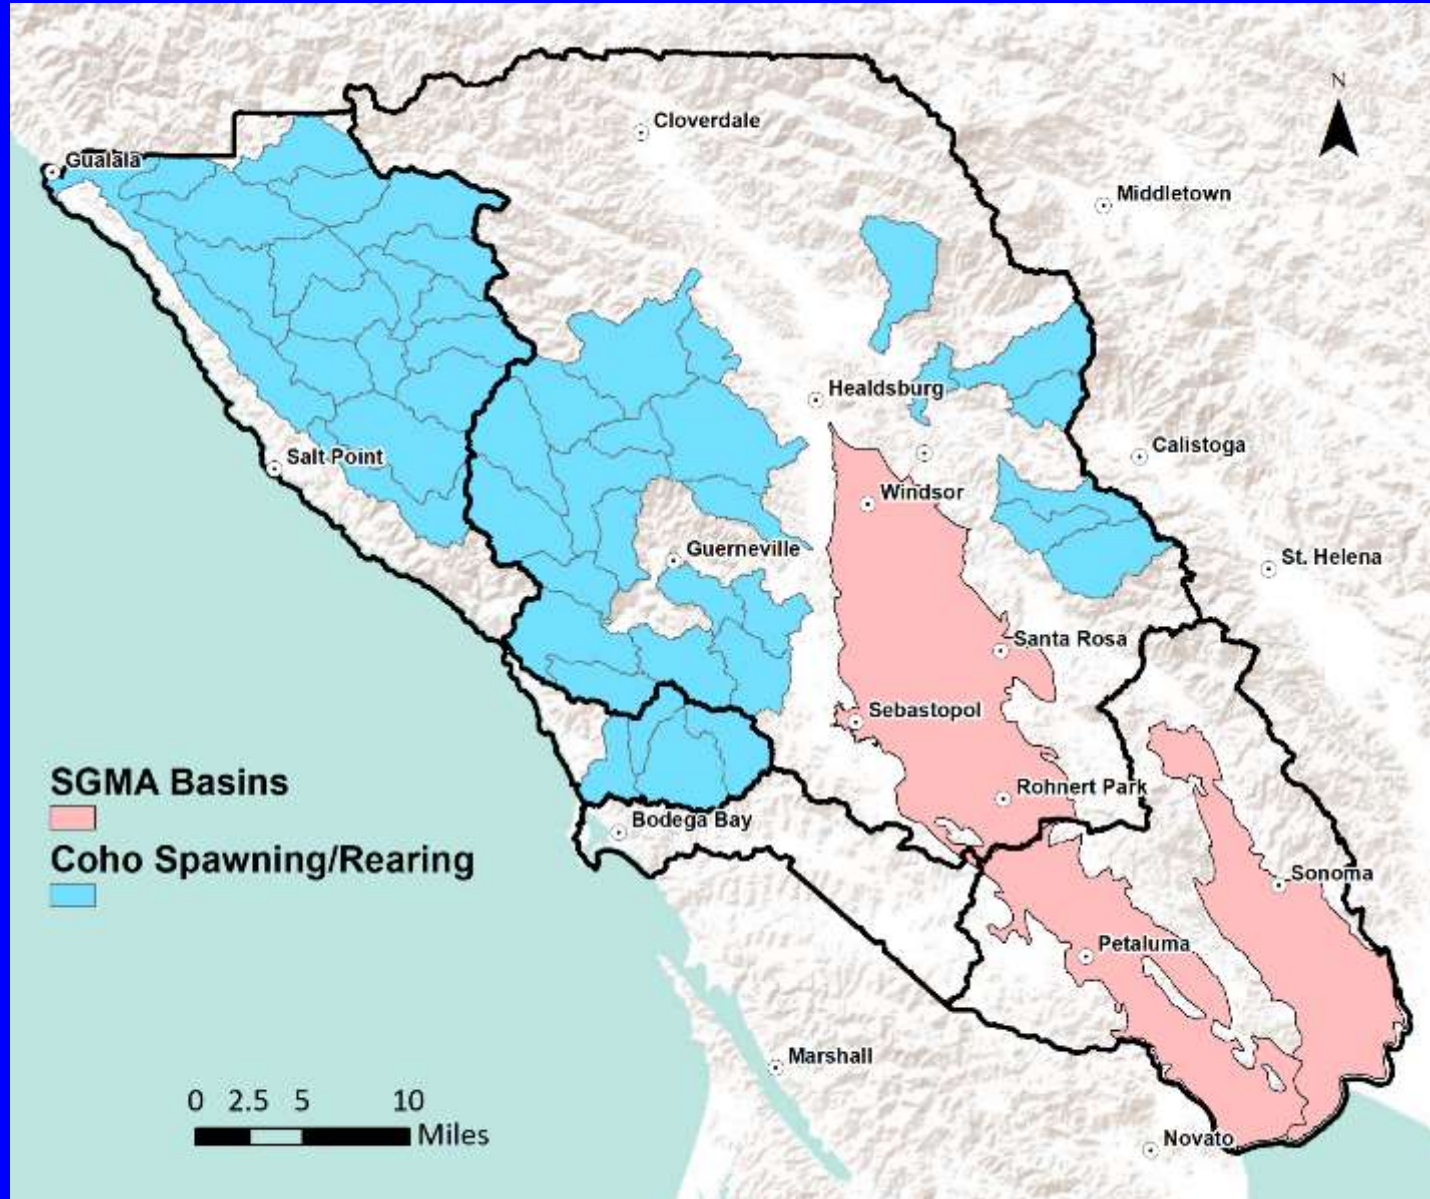 N
Cloverdale
Gualala
Middletown
Healdsburg
Calistoga
Salt Point
Windsor
Guerneville
St. Helena
Santa Rosa
Sebastopol
SGMA Basins
Rohnert Park
Bodega Bay
Coho Spawning/Rearing
Sonoma
Petaluma
Marshall
0 2.5 5 10
Miles
Novato